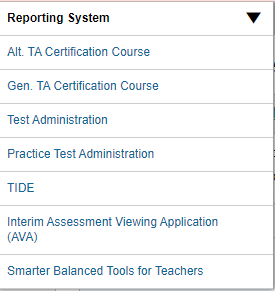 Reporting System
Alt. TA Certification Course
Gen. TA Certification Course
Test Administration
Practice Test Administration
TIDE
Interim Assessment Viewing Application
(AVA)
Smarter Balanced Tools for Teachers